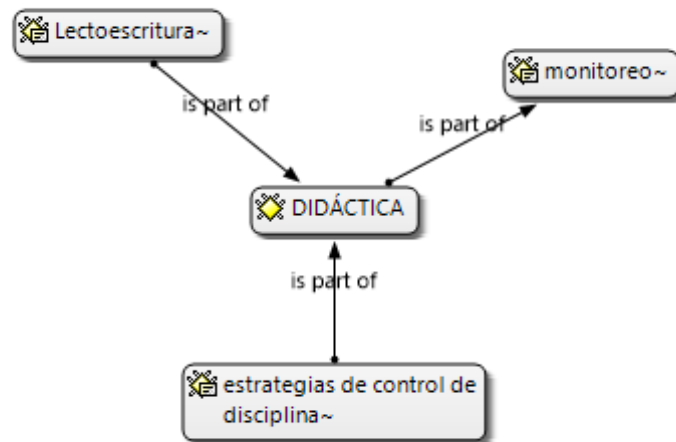 Lectoescritura~
monitoreo~
is part of
is part of
DIDÁCTICA
is part of
estrategias de control de
disciplina~